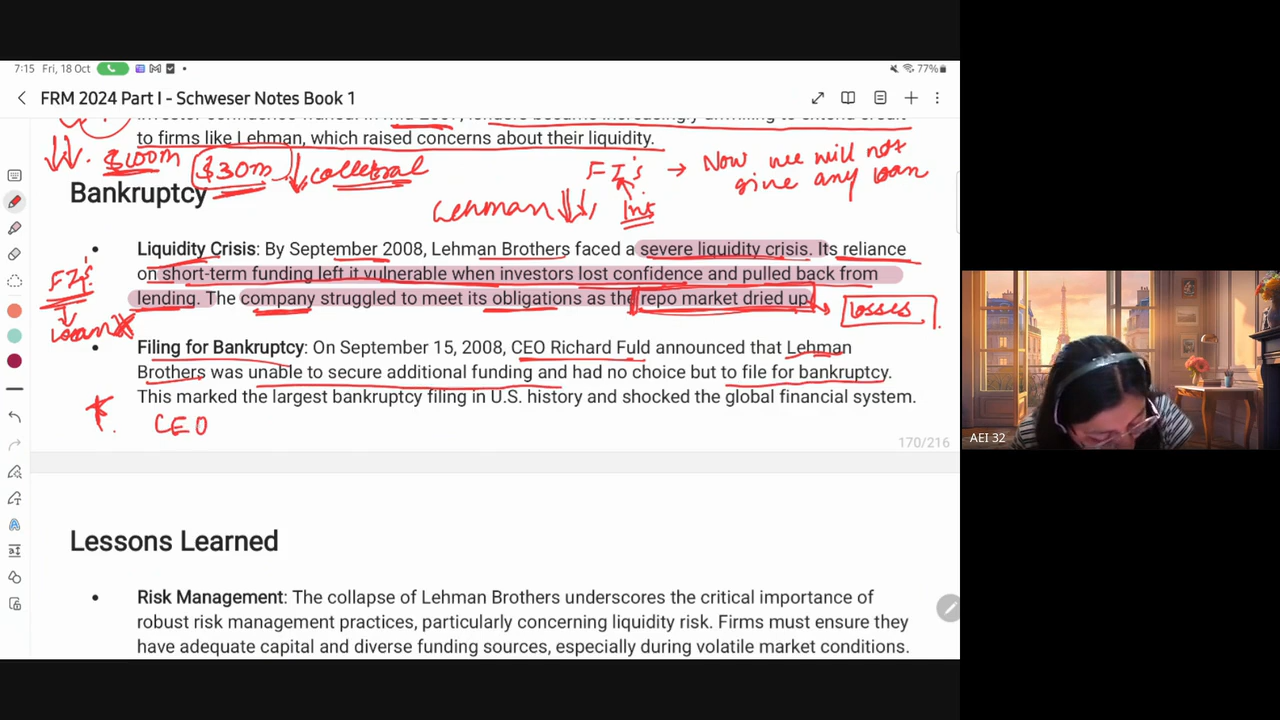 7:15 Fri, 18 Oct
77%
FRM 2024 Part I - Schweser Notes Book 1
to firms like Lehman, which raised concerns about their liquidity.
$100m $30m collateral
FI's → Now we will not
give any loan
Bankruptcy
Lehman Ins
Liquidity Crisis: By September 2008, Lehman Brothers faced a severe liquidity crisis. Its reliance
on short-term funding left it vulnerable when investors lost confidence and pulled back from
lending. The company struggled to meet its obligations as the repo market dried up.
FI's
Loan
Losses
Filing for Bankruptcy: On September 15, 2008, CEO Richard Fuld announced that Lehman
Brothers was unable to secure additional funding and had no choice but to file for bankruptcy.
This marked the largest bankruptcy filing in U.S. history and shocked the global financial system.
CEO
170/216
Lessons Learned
Risk Management: The collapse of Lehman Brothers underscores the critical importance of
robust risk management practices, particularly concerning liquidity risk. Firms must ensure they
have adequate capital and diverse funding sources, especially during volatile market conditions.
AEI 32